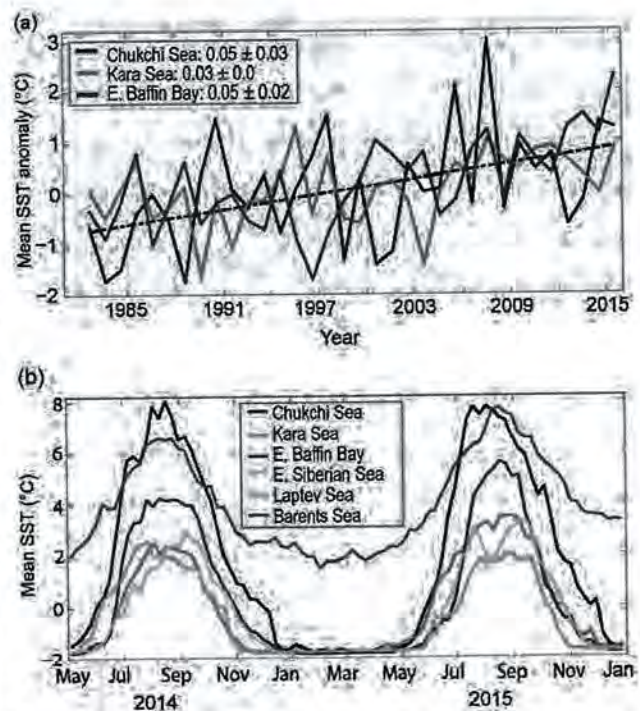 (a)
3
2
1
0
−1
−2
Mean SST anomaly (°C)
Chukchi Sea: 0.05 ± 0.03
Kara Sea: 0.03 ± 0.0
E. Baffin Bay: 0.05 ± 0.02
1985 1991 1997 2003 2009 2015
Year
(b)
8
6
4
2
0
−2
Mean SST (°C)
Chukchi Sea
Kara Sea
E. Baffin Bay
E. Siberian Sea
Laptev Sea
Barents Sea
May Jul Sep Nov Jan Mar May Jul Sep Nov Jan
2014 2015